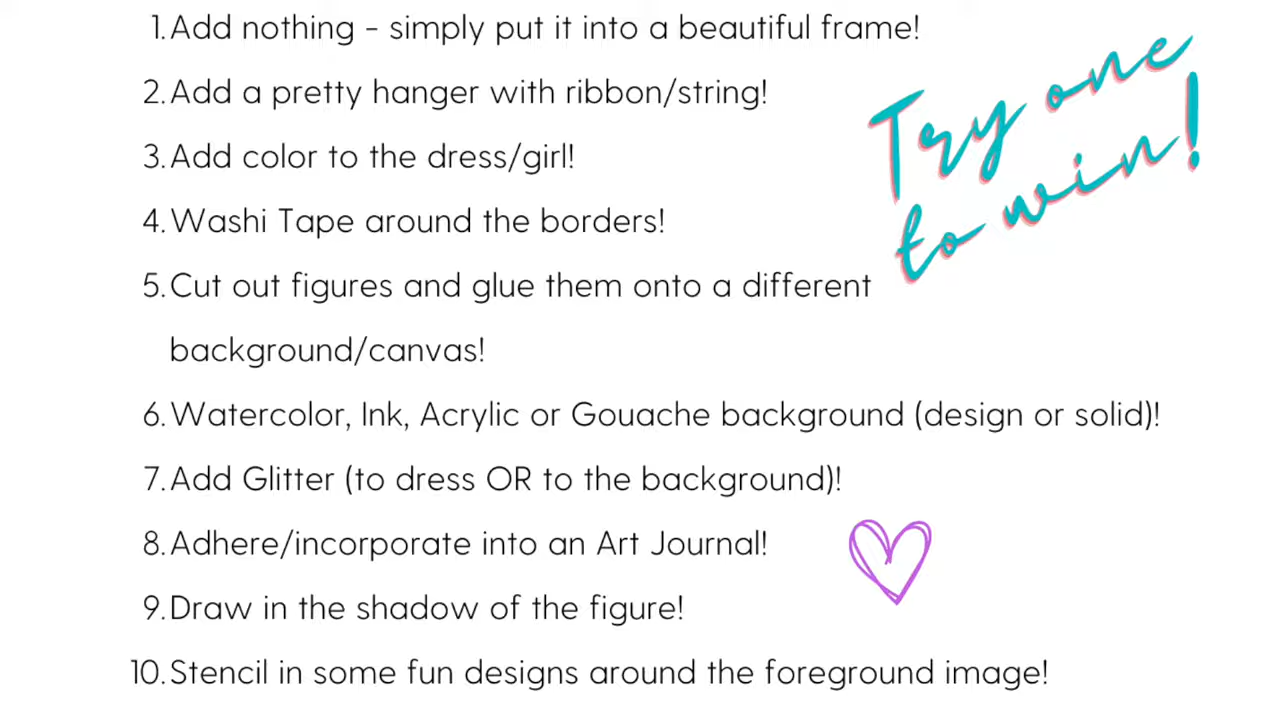 1. Add nothing - simply put it into a beautiful frame!
2. Add a pretty hanger with ribbon/string!
3. Add color to the dress/girl!
4. Washi Tape around the borders!
5. Cut out figures and glue them onto a different
background/canvas!
6. Watercolor, Ink, Acrylic or Gouache background (design or solid)!
7. Add Glitter (to dress OR to the background)!
8. Adhere/incorporate into an Art Journal!
9. Draw in the shadow of the figure!
10. Stencil in some fun designs around the foreground image!
Try one
to win!